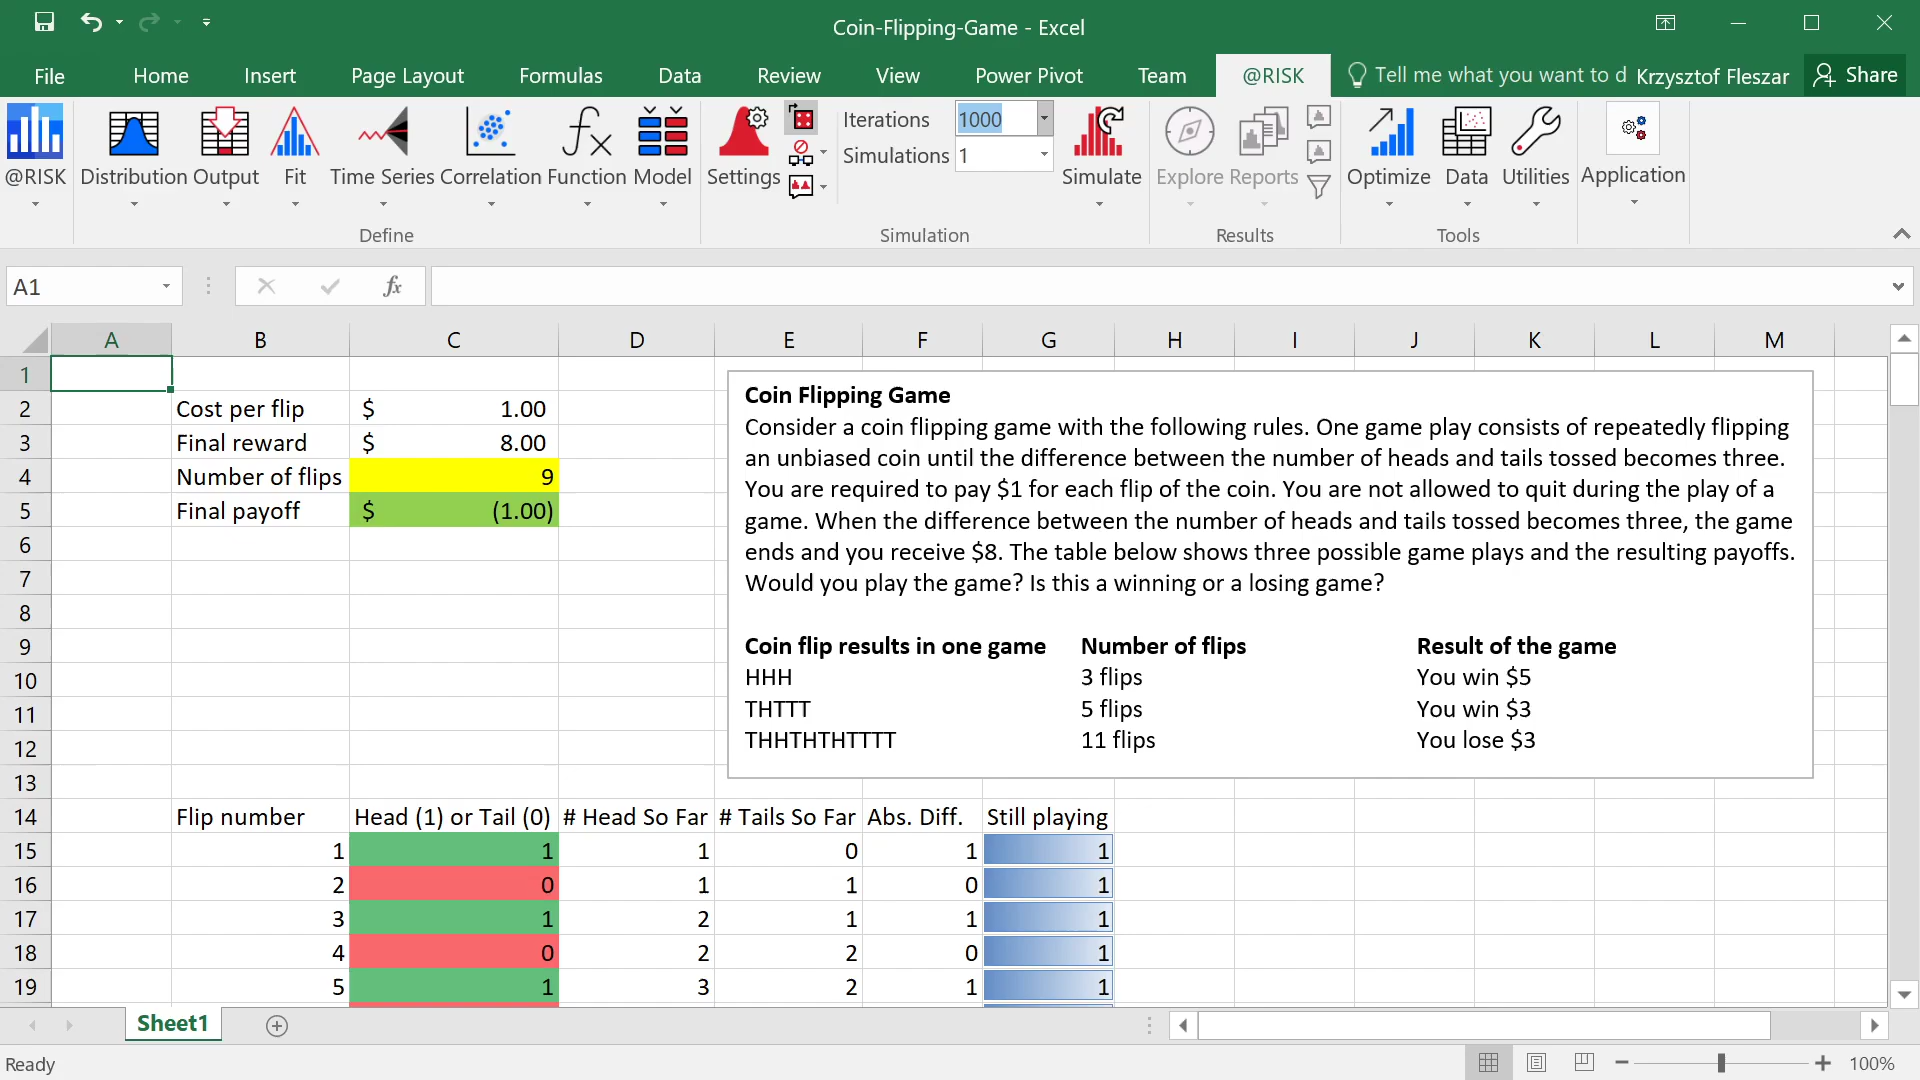 Coin-Flipping-Game - Excel
File Home Insert Page Layout Formulas Data Review View Power Pivot Team @RISK Tell me what you want to d Krzysztof Fleszar Share
Iterations 1000
Simulations 1
@RISK Distribution Output Fit Time Series Correlation Function Model Settings Simulate Explore Reports Optimize Data Utilities Application
Define Simulation Results Tools
A1 fx
A B C D E F G H I J K L M
1
2 Cost per flip $ 1.00
3 Final reward $ 8.00
4 Number of flips 9
5 Final payoff $ (1.00)
6
7
8
9
10
11
12
13
Coin Flipping Game
Consider a coin flipping game with the following rules. One game play consists of repeatedly flipping
an unbiased coin until the difference between the number of heads and tails tossed becomes three.
You are required to pay $1 for each flip of the coin. You are not allowed to quit during the play of a
game. When the difference between the number of heads and tails tossed becomes three, the game
ends and you receive $8. The table below shows three possible game plays and the resulting payoffs.
Would you play the game? Is this a winning or a losing game?
Coin flip results in one game Number of flips Result of the game
HHH 3 flips You win $5
THTTT 5 flips You win $3
THHTHTHTTTT 11 flips You lose $3
14 Flip number Head (1) or Tail (0) # Head So Far # Tails So Far Abs. Diff. Still playing
15 1 1 1 0 1 1
16 2 0 1 1 0 1
17 3 1 2 1 1 1
18 4 0 2 2 0 1
19 5 1 3 2 1 1
Sheet1
Ready 100%